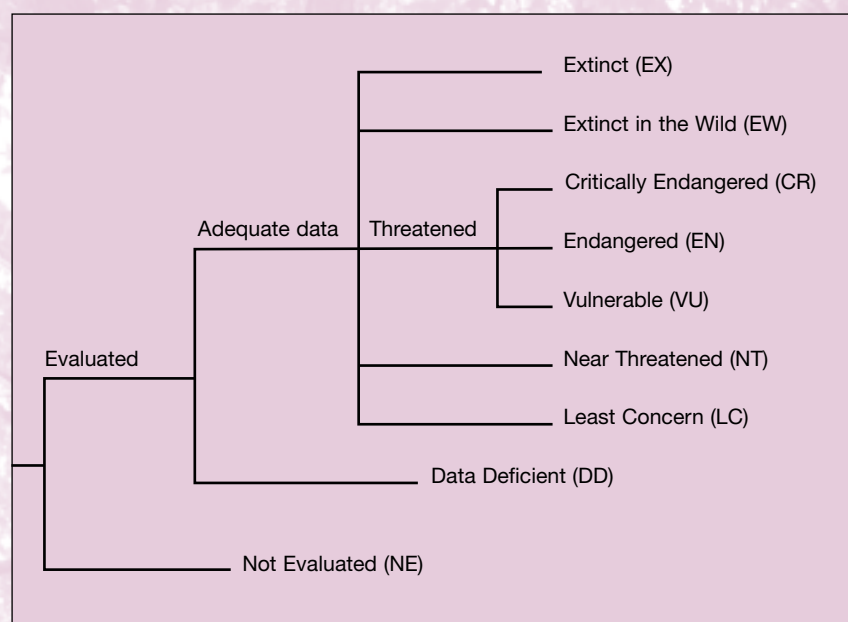 Extinct (EX)
Extinct in the Wild (EW)
Critically Endangered (CR)
Adequate data
Threatened
Endangered (EN)
Vulnerable (VU)
Evaluated
Near Threatened (NT)
Least Concern (LC)
Data Deficient (DD)
Not Evaluated (NE)